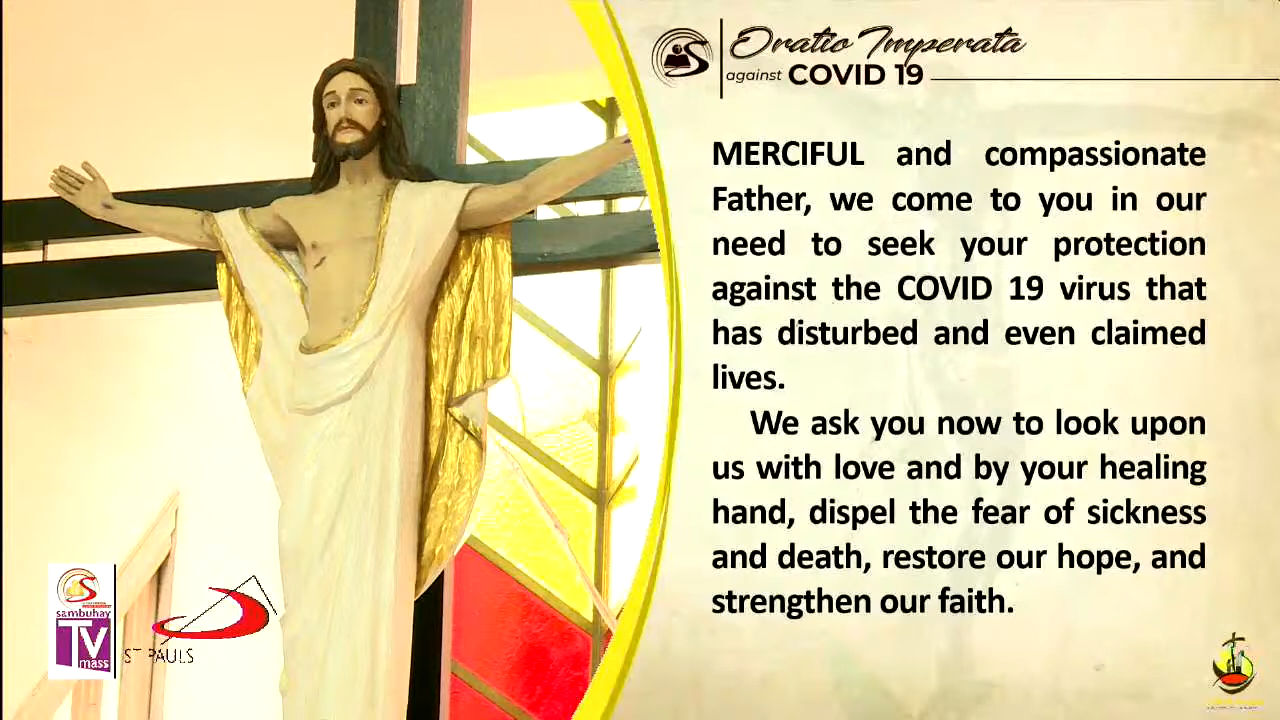 Oratio Imperata
against COVID 19
MERCIFUL and compassionate
Father, we come to you in our
need to seek your protection
against the COVID 19 virus that
has disturbed and even claimed
lives.
We ask you now to look upon
us with love and by your healing
hand, dispel the fear of sickness
and death, restore our hope, and
strengthen our faith.
sambuhay
TV
mass
ST PAULS